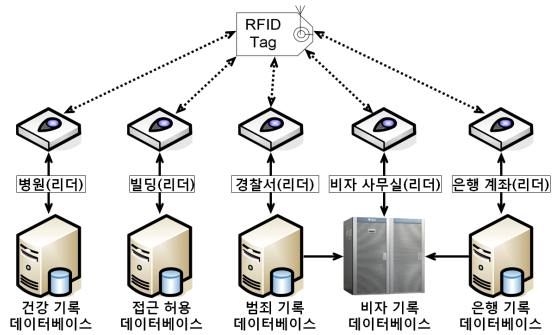 RFID
Tag
병원(리더)
빌딩(리더)
경찰서(리더)
비자 사무실(리더)
은행 계좌(리더)
건강 기록
데이터베이스
접근 허용
데이터베이스
범죄 기록
데이터베이스
비자 기록
데이터베이스
은행 기록
데이터베이스